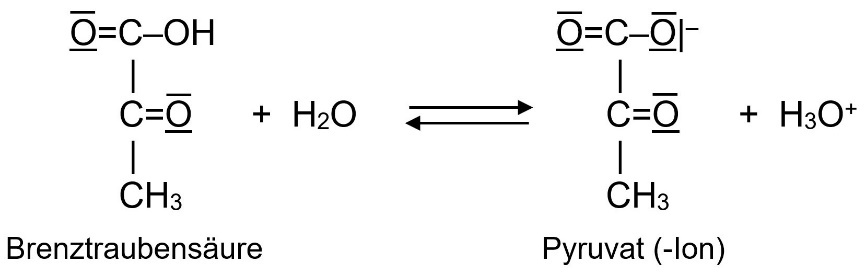 O=C–OH O=C–O|–
C=O + H₂O C=O + H₃O⁺
CH₃ CH₃
Brenztraubensäure Pyruvat (-Ion)